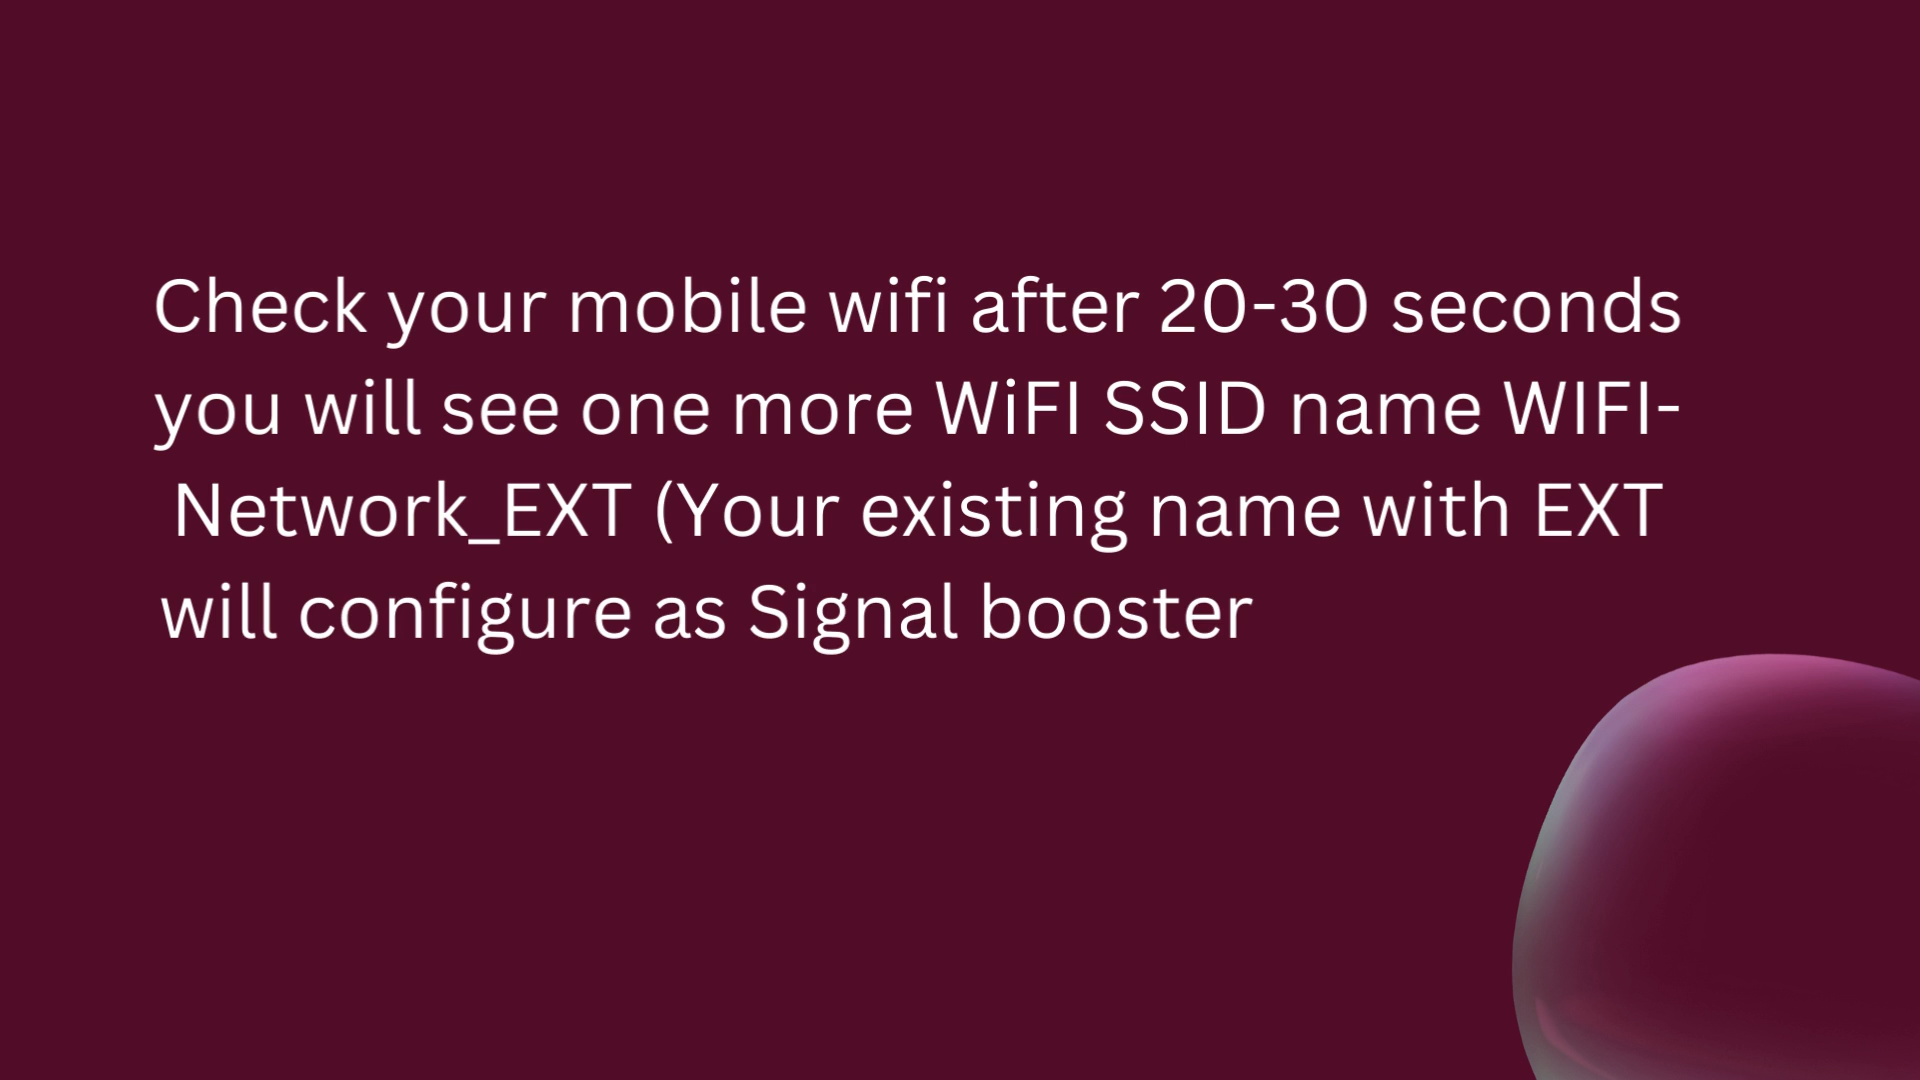 Check your mobile wifi after 20-30 seconds
you will see one more WiFI SSID name WIFI-
Network_EXT (Your existing name with EXT
will configure as Signal booster